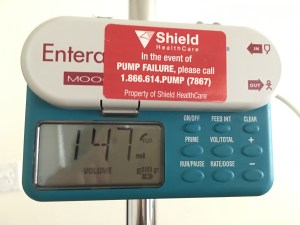 Shield
HealthCare
In the event of
PUMP FAILURE, please call
1.866.614.PUMP (7867)
Property of Shield HealthCare
Entera
MOO
IN
OUT
147
ml
VOLUME
ON/OFF FEED INT CLEAR
PRIME VOL/TOTAL +
RUN/PAUSE RATE/DOSE −